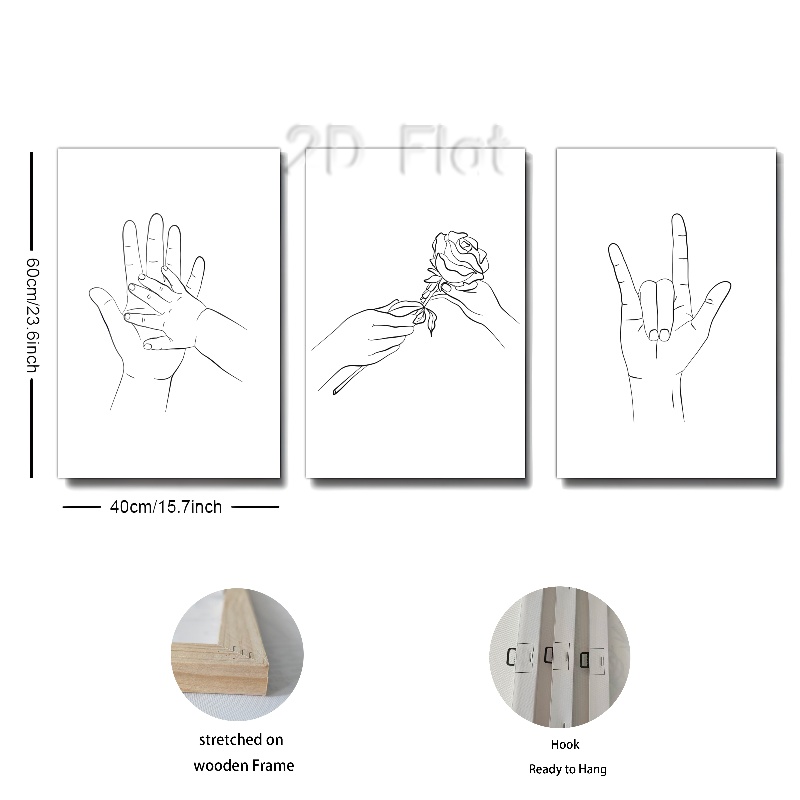 2D Flat
60cm/23.6inch
40cm/15.7inch
stretched on
wooden Frame
Hook
Ready to Hang